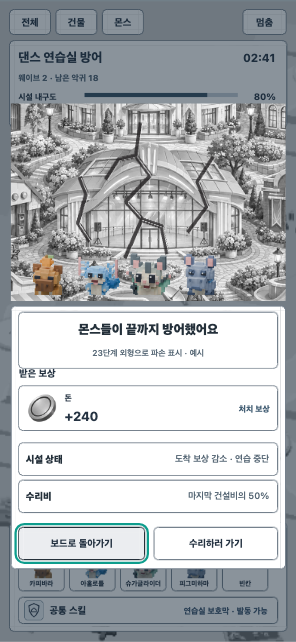 전체
건물
몬스
멈춤
댄스 연습실 방어
02:41
웨이브 2 · 남은 악귀 18
시설 내구도
80%
몬스들이 끝까지 방어했어요
23단계 외형으로 파손 표시 · 예시
받은 보상
돈
+240
처치 보상
시설 상태
도착 보상 감소 · 연습 중단
수리비
마지막 건설비의 50%
보드로 돌아가기
수리하러 가기
카피바라
아홀로틀
슈가글라이더
피그미하마
빈칸
공통 스킬
연습실 보호막 · 발동 가능